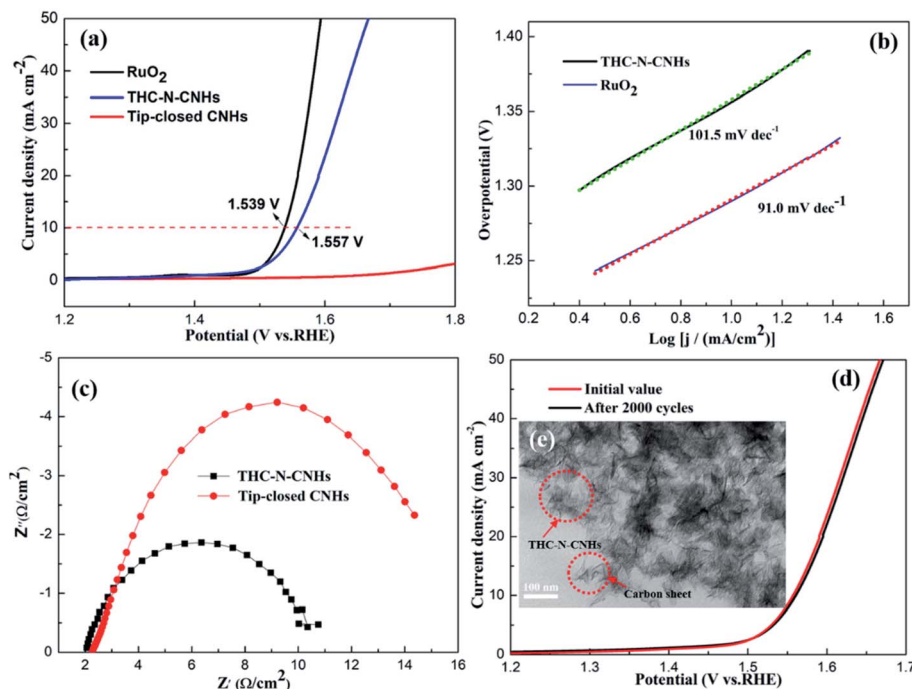 (a)
50
40
30
20
10
0
Current density (mA cm⁻²)
RuO₂
THC-N-CNHs
Tip-closed CNHs
1.539 V
1.557 V
1.2 1.4 1.5 1.6 1.8
Potential (V vs.RHE)
(b)
1.40
1.35
1.30
1.25
Overpotential (V)
THC-N-CNHs
RuO₂
101.5 mV dec⁻¹
91.0 mV dec⁻¹
0.4 0.6 0.8 1.0 1.2 1.4 1.6
Log [j / (mA/cm²)]
(c)
-5
-4
-3
-2
-1
0
Z''(Ω/cm²)
THC-N-CNHs
Tip-closed CNHs
0 2 4 6 8 10 12 14 16
Z' (Ω/cm²)
(d)
50
40
30
20
10
0
Current density (mA cm⁻²)
Initial value
After 2000 cycles
(e)
THC-N-CNHs
Carbon sheet
100 nm
1.2 1.3 1.4 1.5 1.6 1.7
Potential (V vs.RHE)